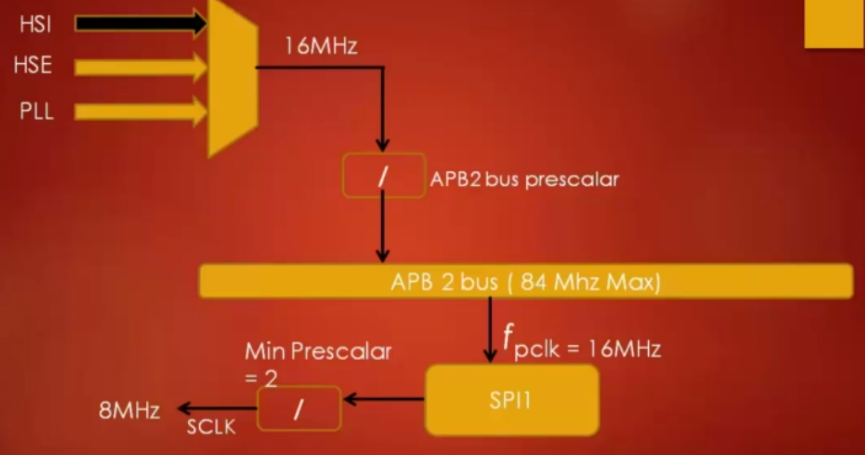 HSI
HSE
PLL
16MHz
/
APB2 bus prescalar
APB 2 bus ( 84 Mhz Max)
f pclk = 16MHz
Min Prescalar
= 2
SPI1
/
8MHz
SCLK